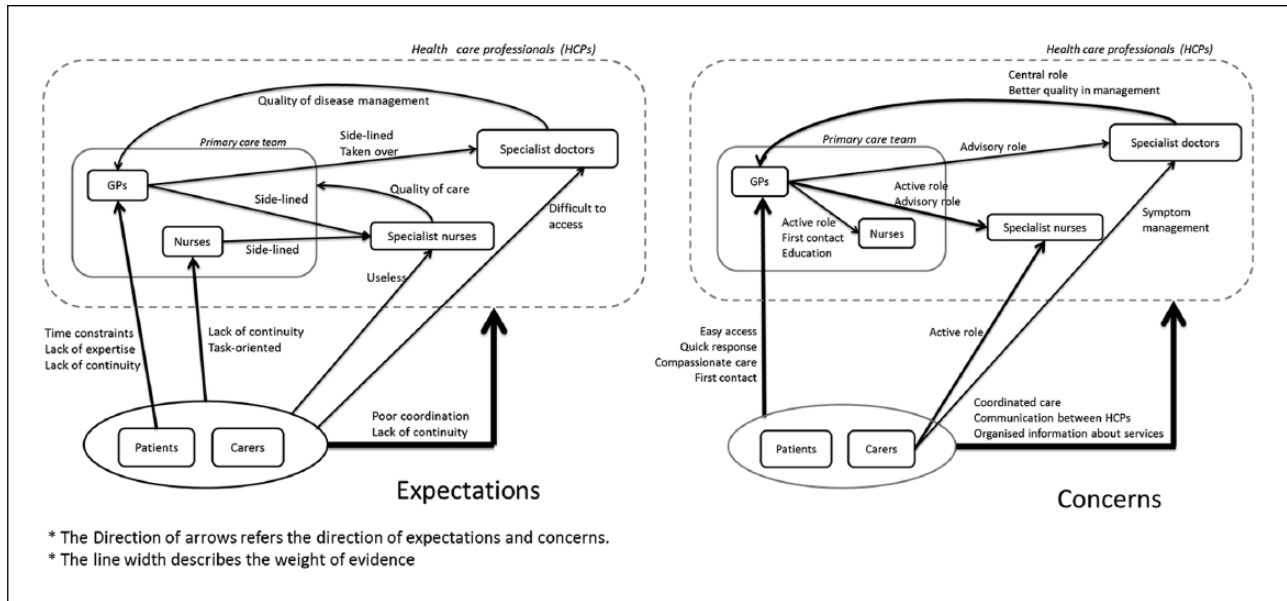 Health care professionals (HCPs)
Quality of disease management
Side-lined
Taken over
Specialist doctors
Primary care team
GPs
Side-lined
Quality of care
Difficult to
access
Nurses
Side-lined
Specialist nurses
Useless
Time constraints
Lack of expertise
Lack of continuity
Lack of continuity
Task-oriented
Poor coordination
Lack of continuity
Patients
Carers
Expectations
Health care professionals (HCPs)
Central role
Better quality in management
Specialist doctors
Primary care team
Advisory role
GPs
Active role
Advisory role
Active role
First contact
Education
Nurses
Specialist nurses
Symptom
management
Easy access
Quick response
Compassionate care
First contact
Active role
Coordinated care
Communication between HCPs
Organised information about services
Patients
Carers
Concerns
* The Direction of arrows refers the direction of expectations and concerns.
* The line width describes the weight of evidence